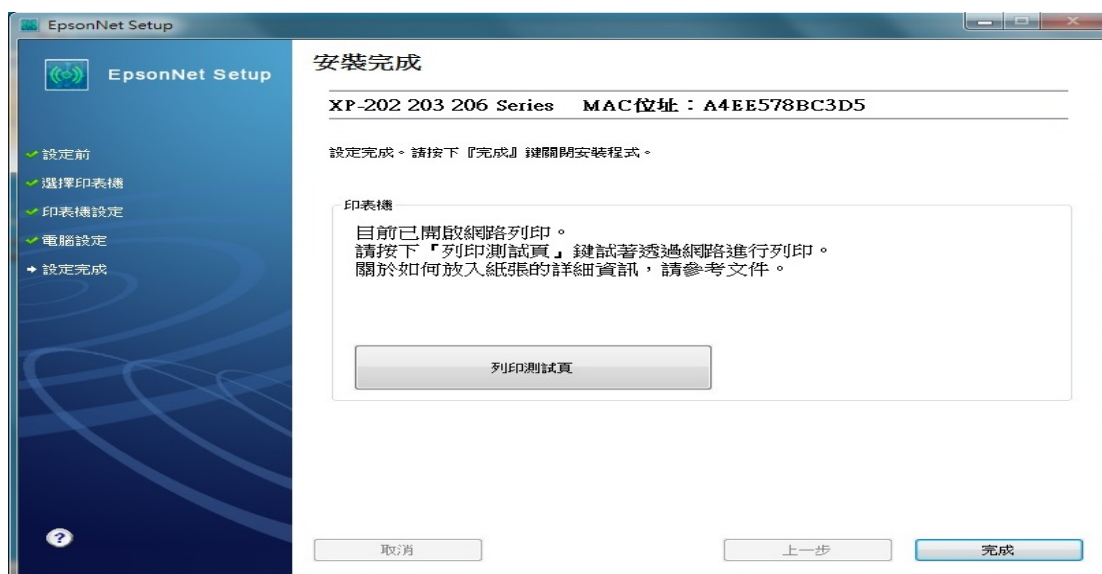 EpsonNet Setup
EpsonNet Setup
設定前
選擇印表機
印表機設定
電腦設定
設定完成
安裝完成
XP-202 203 206 Series MAC位址：A4EE578BC3D5
設定完成。請按下『完成』鍵關閉安裝程式。
印表機
目前已開啟網路列印。
請按下「列印測試頁」鍵試著透過網路進行列印。
關於如何放入紙張的詳細資訊，請參考文件。
列印測試頁
取消
上一步
完成